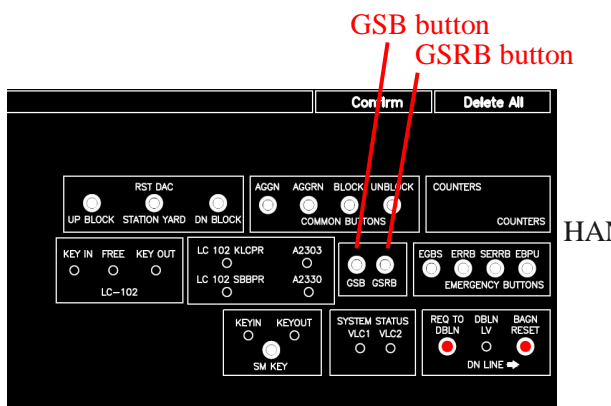 GSB button
GSRB button
Confirm Delete All
RST DAC
UP BLOCK STATION YARD DN BLOCK
AGGN AGGRN BLOCK UNBLOCK
COMMON BUTTONS
COUNTERS
COUNTERS
HAN
KEY IN FREE KEY OUT
LC-102
LC 102 KLCPR A2303
LC 102 SBBPR A2330
GSB GSRB
EGBS ERRB SERRB EBPU
EMERGENCY BUTTONS
KEYIN KEYOUT
SM KEY
SYSTEM STATUS
VLC1 VLC2
REQ TO DBLN BAGN
DBLN LV RESET
DN LINE